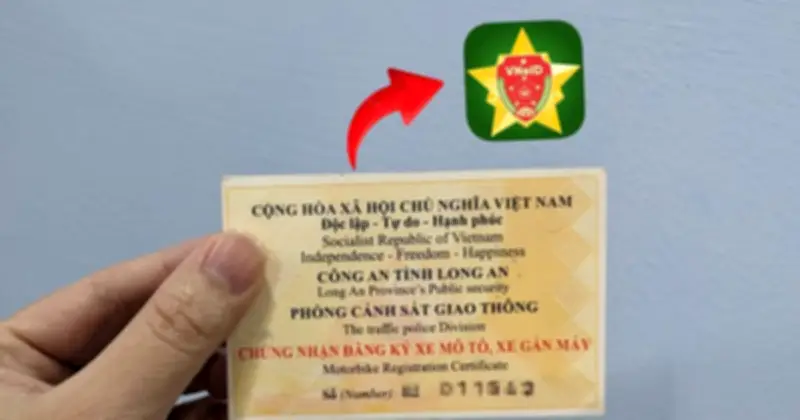 VNeID
CỘNG HÒA XÃ HỘI CHỦ NGHĨA VIỆT NAM
Độc lập - Tự do - Hạnh phúc
Socialist Republic of Vietnam
Independence - Freedom - Happiness
CÔNG AN TỈNH LONG AN
Long An Province's Public security
PHÒNG CẢNH SÁT GIAO THÔNG
The traffic police Division
CHỨNG NHẬN ĐĂNG KÝ XE MÔ TÔ, XE GẮN MÁY
Motorbike Registration Certificate
Số (Number)